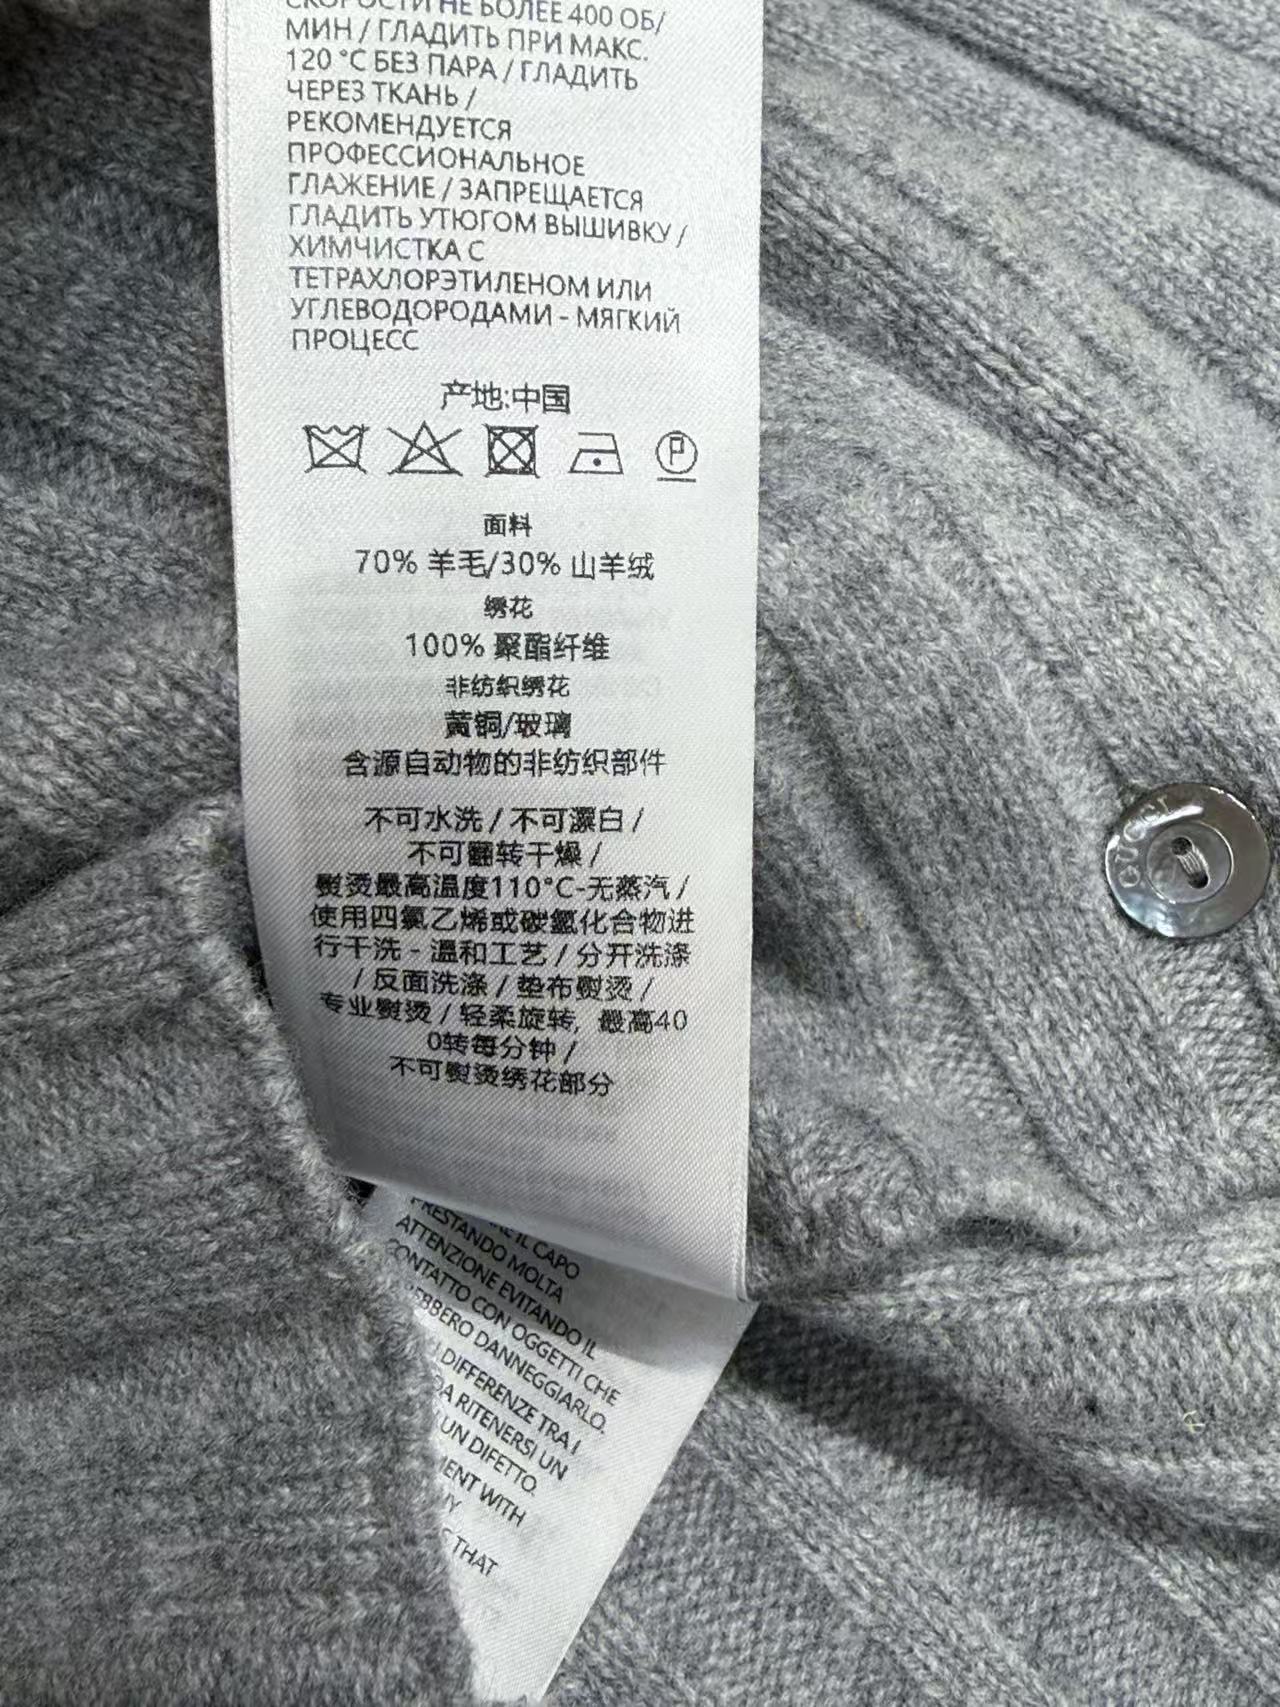 СКОРОСТИ НЕ БОЛЕЕ 400 ОБ/
МИН / ГЛАДИТЬ ПРИ МАКС.
120 °C БЕЗ ПАРА / ГЛАДИТЬ
ЧЕРЕЗ ТКАНЬ /
РЕКОМЕНДУЕТСЯ
ПРОФЕССИОНАЛЬНОЕ
ГЛАЖЕНИЕ / ЗАПРЕЩАЕТСЯ
ГЛАДИТЬ УТЮГОМ ВЫШИВКУ /
ХИМЧИСТКА С
ТЕТРАХЛОРЭТИЛЕНОМ ИЛИ
УГЛЕВОДОРОДАМИ - МЯГКИЙ
ПРОЦЕСС
产地:中国
P
面料
70% 羊毛/30% 山羊绒
绣花
100% 聚酯纤维
非纺织绣花
黄铜/玻璃
含源自动物的非纺织部件
不可水洗 / 不可漂白 /
不可翻转干燥 /
熨烫最高温度110°C-无蒸汽 /
使用四氯乙烯或碳氢化合物进
行干洗 - 温和工艺 / 分开洗涤
/ 反面洗涤 / 垫布熨烫 /
专业熨烫 / 轻柔旋转, 最高40
0转每分钟 /
不可熨烫绣花部分
GUCCI
IL CAPO
PRESTANDO MOLTA
ATTENZIONE EVITANDO IL
CONTATTO CON OGGETTI CHE
DANNEGGIARLO.
DIFFERENZE TRA I
DA RITENERSI UN
UN DIFETTO.
WITH
THAT